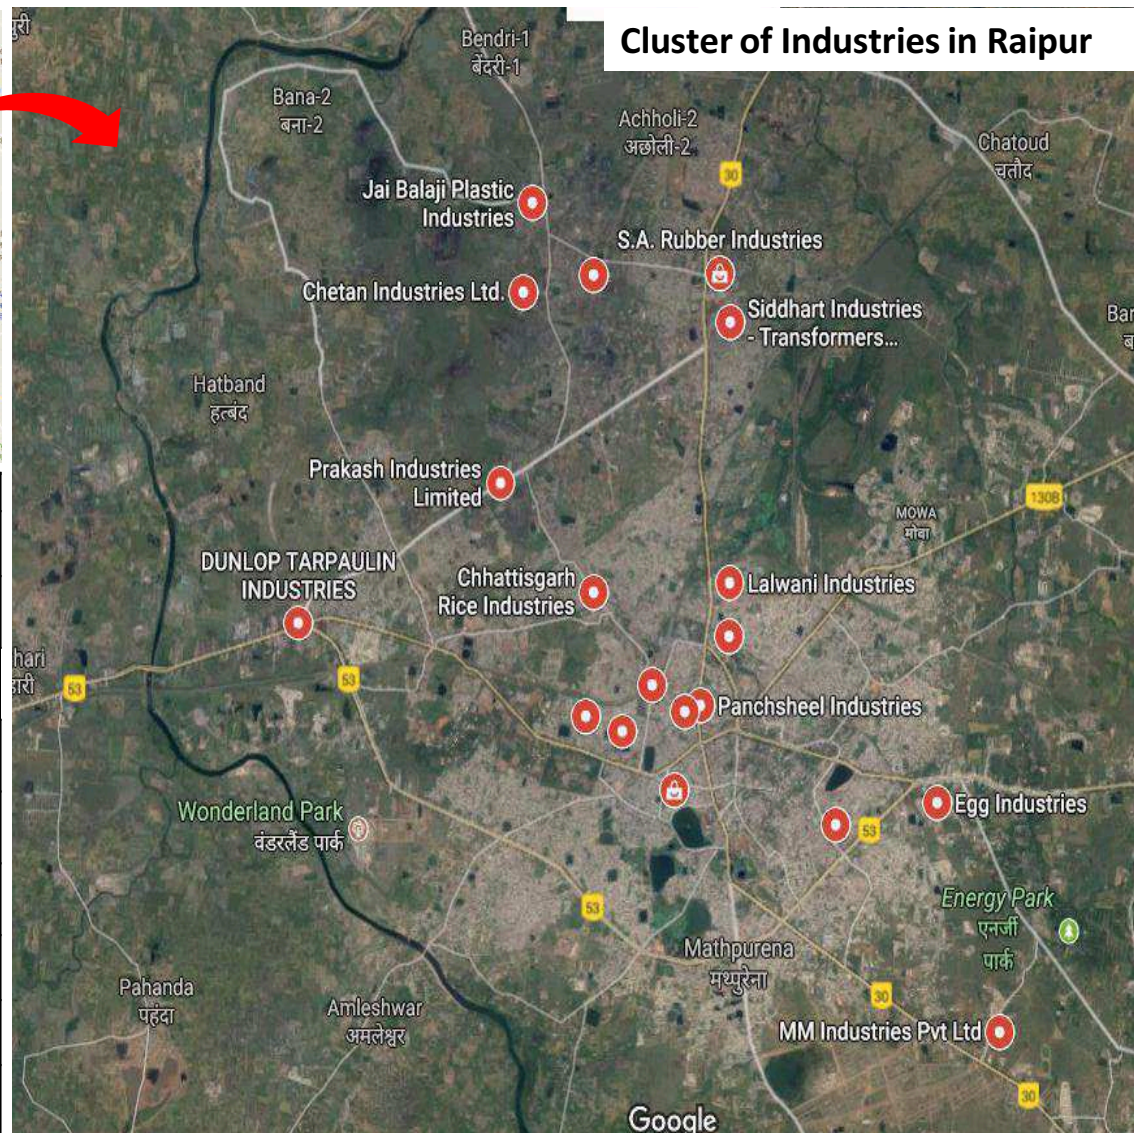 Cluster of Industries in Raipur
Bendri-1
बेंदरी-1
Bana-2
बना-2
Achholi-2
अछोली-2
30
Chatoud
चतौद
Jai Balaji Plastic
Industries
S.A. Rubber Industries
Chetan Industries Ltd.
Siddhart Industries
- Transformers...
Hatband
हत्बंद
Prakash Industries
Limited
130B
MOWA
मोवा
DUNLOP TARPAULIN
INDUSTRIES
Chhattisgarh
Rice Industries
Lalwani Industries
53
53
Panchsheel Industries
Wonderland Park
वंडरलैंड पार्क
Egg Industries
53
53
Energy Park
एनर्जी
पार्क
Mathpurena
मथ्पुरेना
Pahanda
पहंदा
Amleshwar
अमलेश्वर
30
MM Industries Pvt Ltd
30
Google